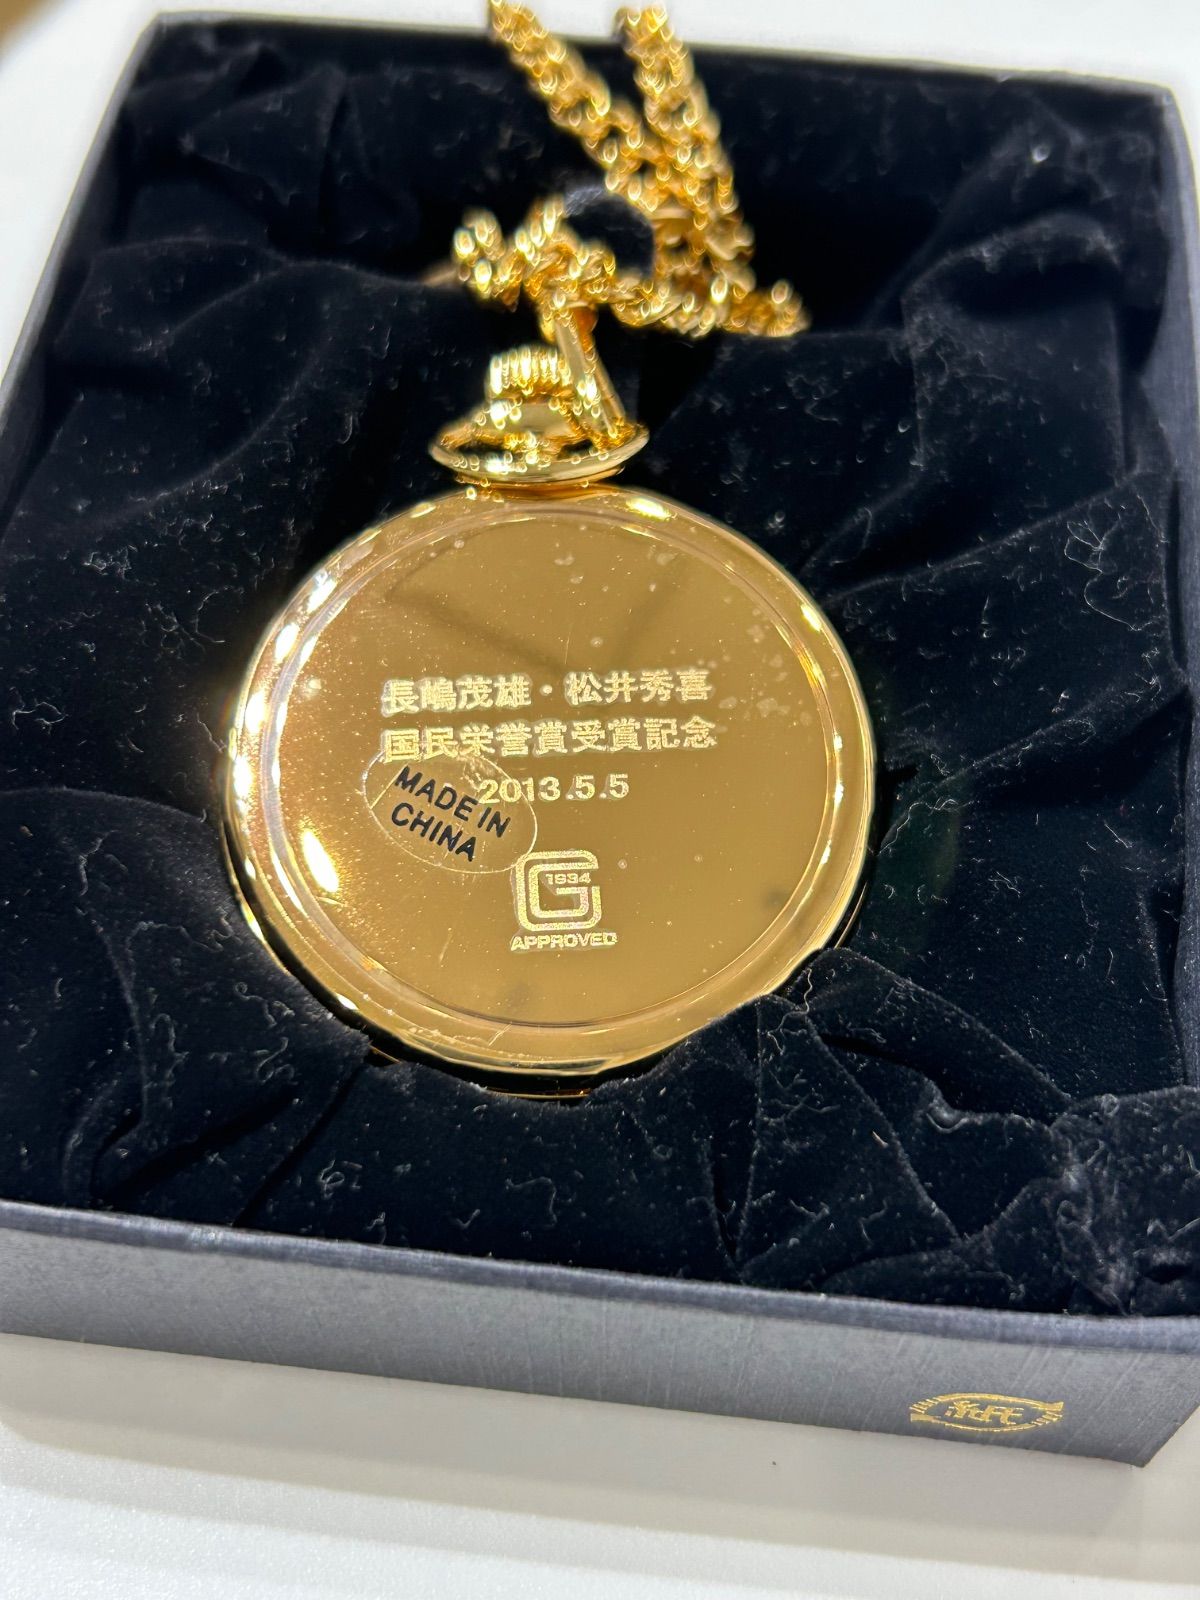 長嶋茂雄・松井秀喜
国民栄誉賞受賞記念
2013.5.5
MADE IN
CHINA
G
1934
APPROVED